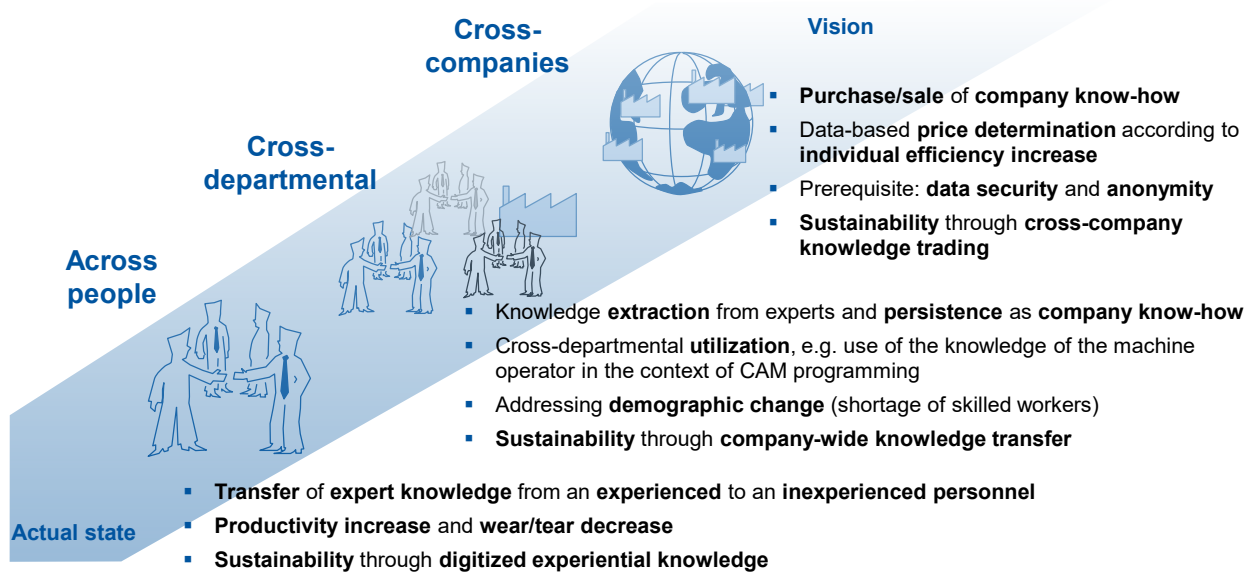 Cross-
companies
Vision
▪ Purchase/sale of company know-how
▪ Data-based price determination according to
individual efficiency increase
▪ Prerequisite: data security and anonymity
▪ Sustainability through cross-company
knowledge trading
Cross-
departmental
▪ Knowledge extraction from experts and persistence as company know-how
▪ Cross-departmental utilization, e.g. use of the knowledge of the machine
operator in the context of CAM programming
▪ Addressing demographic change (shortage of skilled workers)
▪ Sustainability through company-wide knowledge transfer
Across
people
▪ Transfer of expert knowledge from an experienced to an inexperienced personnel
▪ Productivity increase and wear/tear decrease
▪ Sustainability through digitized experiential knowledge
Actual state